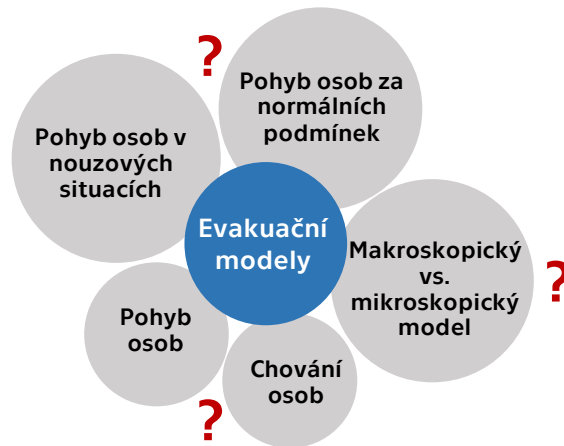 ?
Pohyb osob za
normálních
podmínek
Pohyb osob v
nouzových
situacích
Evakuační
modely
Makroskopický
vs.
mikroskopický
model
?
Pohyb
osob
Chování
osob
?